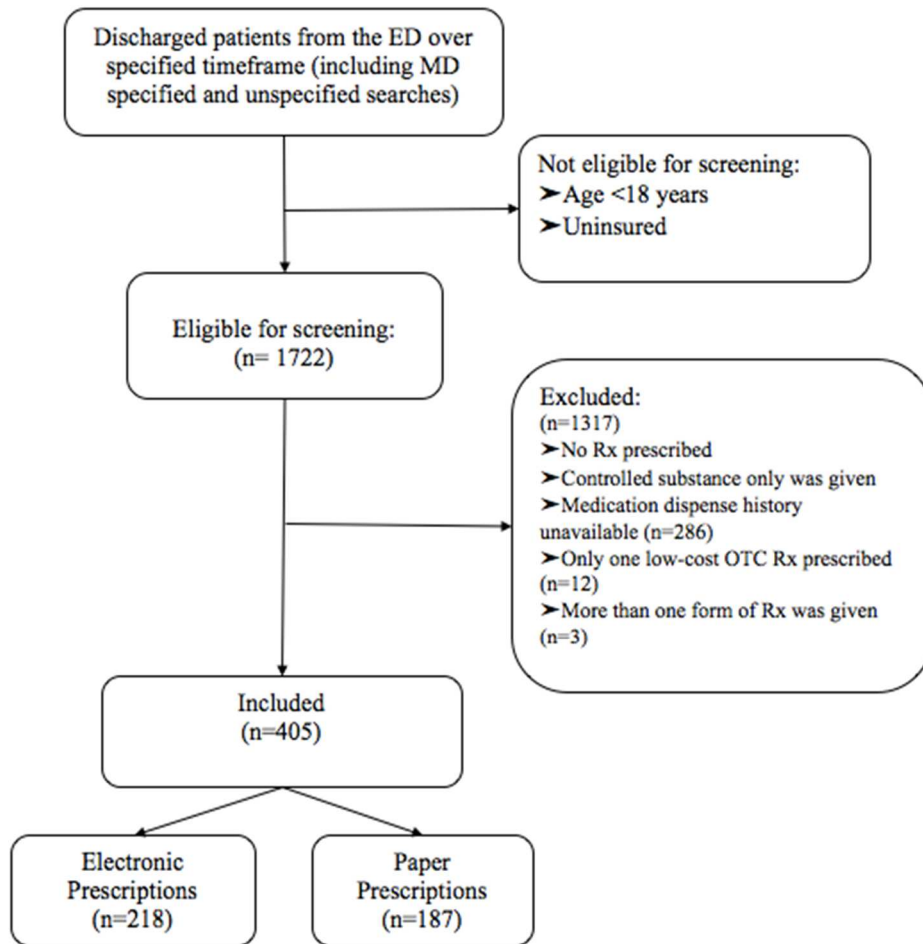 Discharged patients from the ED over
specified timeframe (including MD
specified and unspecified searches)
Not eligible for screening:
➤Age <18 years
➤Uninsured
Eligible for screening:
(n= 1722)
Excluded:
(n=1317)
➤No Rx prescribed
➤Controlled substance only was given
➤Medication dispense history
unavailable (n=286)
➤Only one low-cost OTC Rx prescribed
(n=12)
➤More than one form of Rx was given
(n=3)
Included
(n=405)
Electronic
Prescriptions
(n=218)
Paper
Prescriptions
(n=187)